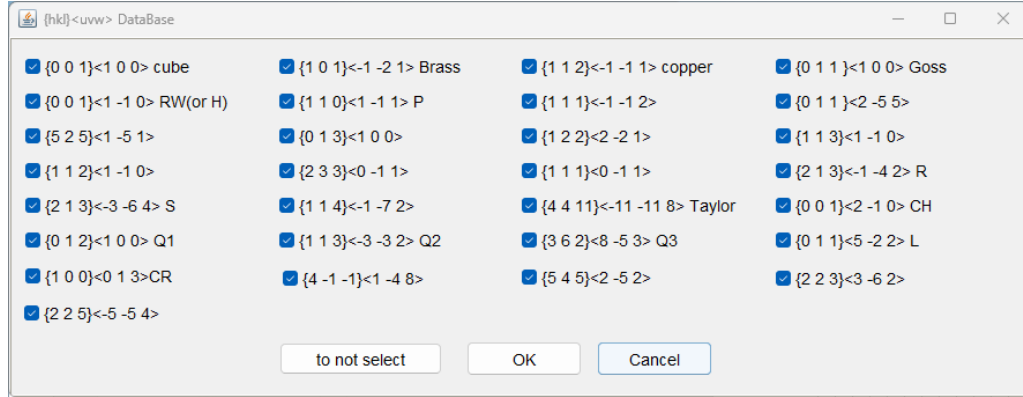 {hkl}<uvw> DataBase
{0 0 1}<1 0 0> cube {1 0 1}<-1 -2 1> Brass {1 1 2}<-1 -1 1> copper {0 1 1 }<1 0 0> Goss
{0 0 1}<1 -1 0> RW(or H) {1 1 0}<1 -1 1> P {1 1 1}<-1 -1 2> {0 1 1 }<2 -5 5>
{5 2 5}<1 -5 1> {0 1 3}<1 0 0> {1 2 2}<2 -2 1> {1 1 3}<1 -1 0>
{1 1 2}<1 -1 0> {2 3 3}<0 -1 1> {1 1 1}<0 -1 1> {2 1 3}<-1 -4 2> R
{2 1 3}<-3 -6 4> S {1 1 4}<-1 -7 2> {4 4 11}<-11 -11 8> Taylor {0 0 1}<2 -1 0> CH
{0 1 2}<1 0 0> Q1 {1 1 3}<-3 -3 2> Q2 {3 6 2}<8 -5 3> Q3 {0 1 1}<5 -2 2> L
{1 0 0}<0 1 3>CR {4 -1 -1}<1 -4 8> {5 4 5}<2 -5 2> {2 2 3}<3 -6 2>
{2 2 5}<-5 -5 4>
to not select OK Cancel